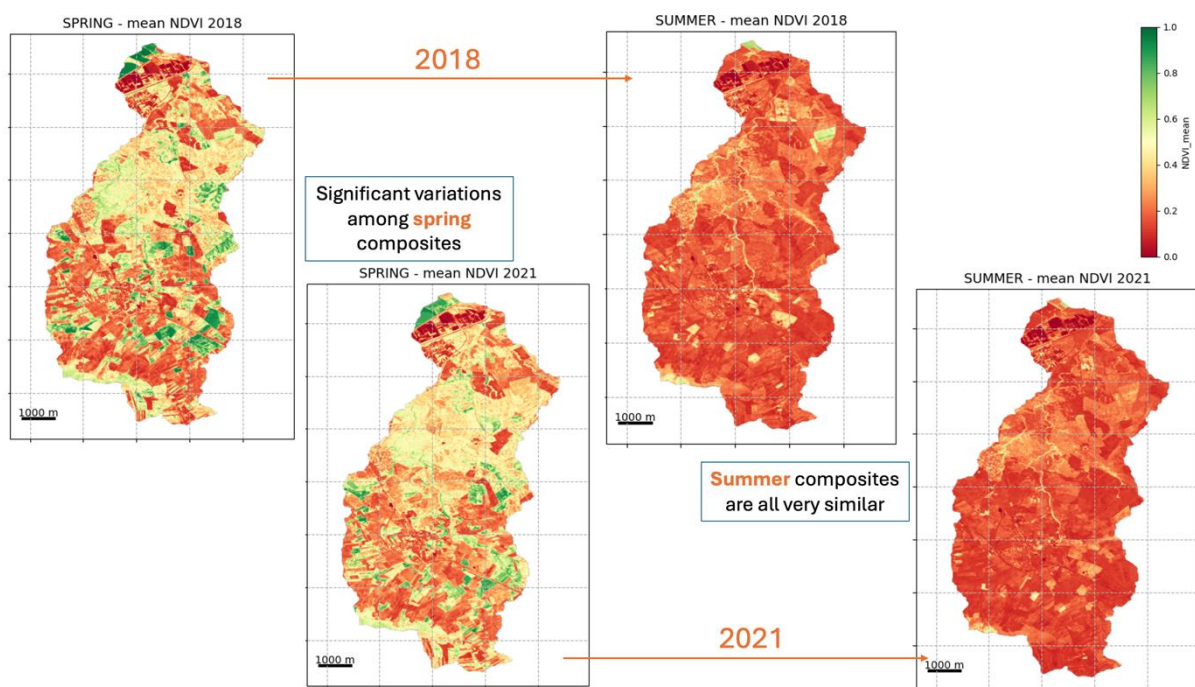 SPRING - mean NDVI 2018
2018
SUMMER - mean NDVI 2018
1.0
0.8
0.6
0.4
0.2
0.0
NDVI_mean
Significant variations
among spring
composites
1000 m
1000 m
SPRING - mean NDVI 2021
SUMMER - mean NDVI 2021
Summer composites
are all very similar
2021
1000 m
1000 m